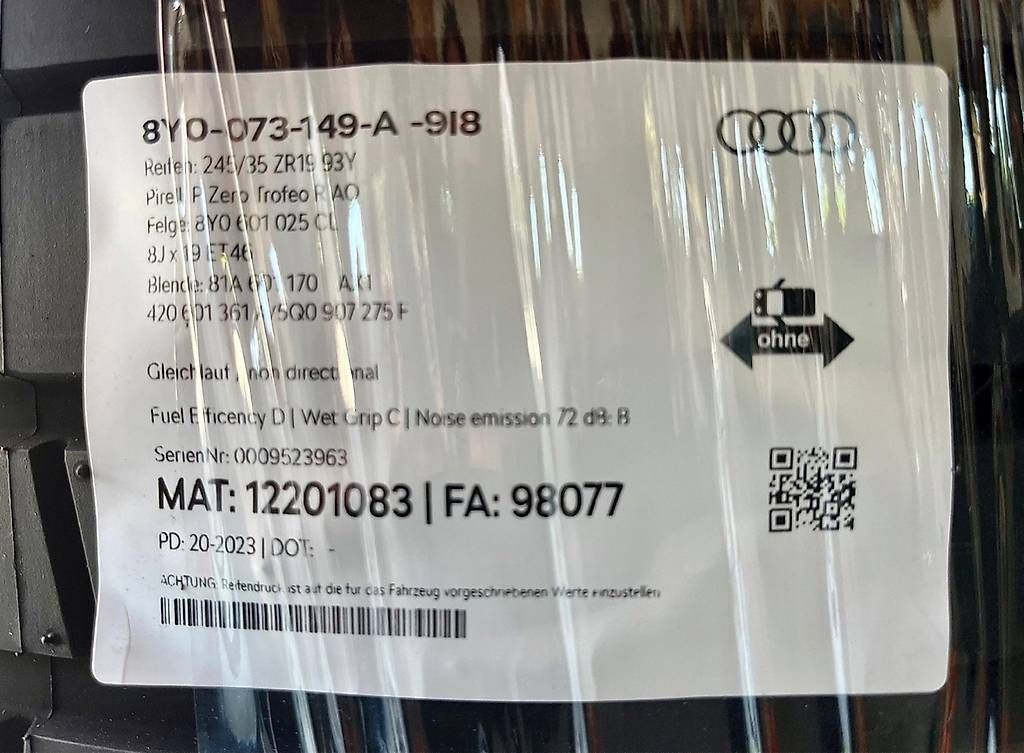 8Y0-073-149-A -9I8
Reifen: 245/35 ZR19 93Y
Pirelli P Zero Trofeo R AO
Felge: 8Y0 601 025 CL
8J x 19 ET46
Blende: 81A 601 170
420 601 361 /5Q0 907 275 F
ohne
Gleichlauf , non directional
Fuel Efficency D | Wet Grip C | Noise emission 72 dB: B
SerienNr: 0009523963
MAT: 12201083 | FA: 98077
PD: 20-2023 | DOT: -
ACHTUNG: Reifendruck ist auf die für das Fahrzeug vorgeschriebenen Werte einzustellen